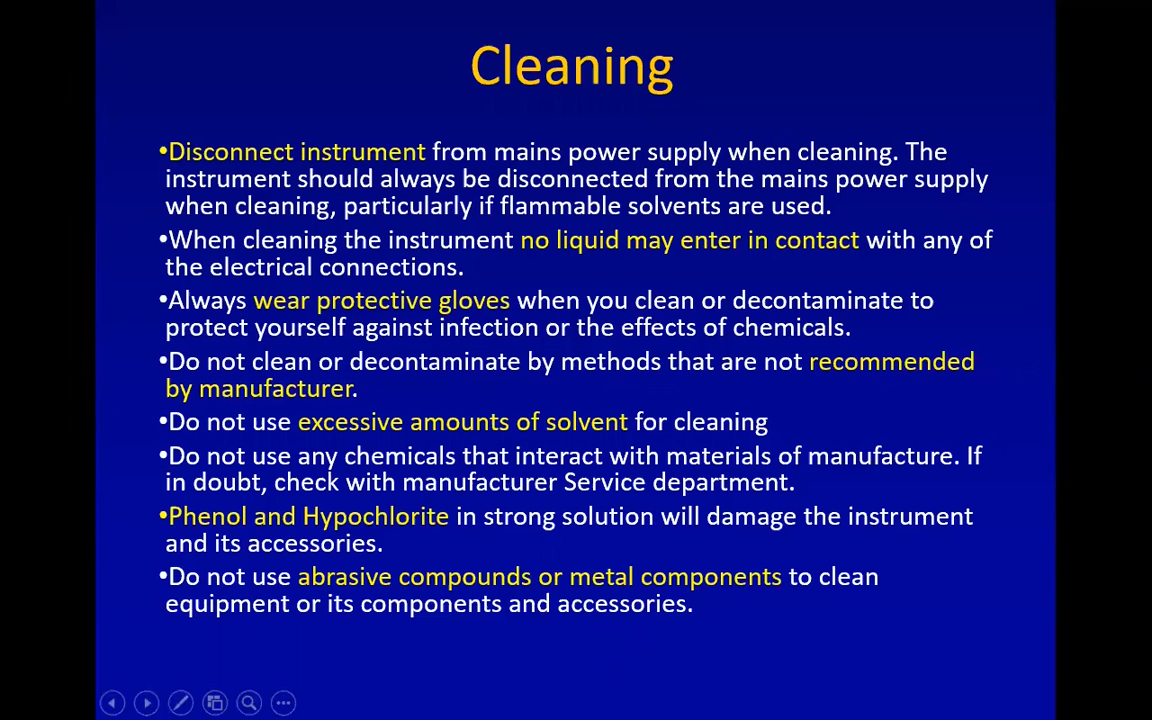 Cleaning
•Disconnect instrument from mains power supply when cleaning. The
instrument should always be disconnected from the mains power supply
when cleaning, particularly if flammable solvents are used.
•When cleaning the instrument no liquid may enter in contact with any of
the electrical connections.
•Always wear protective gloves when you clean or decontaminate to
protect yourself against infection or the effects of chemicals.
•Do not clean or decontaminate by methods that are not recommended
by manufacturer.
•Do not use excessive amounts of solvent for cleaning
•Do not use any chemicals that interact with materials of manufacture. If
in doubt, check with manufacturer Service department.
•Phenol and Hypochlorite in strong solution will damage the instrument
and its accessories.
•Do not use abrasive compounds or metal components to clean
equipment or its components and accessories.